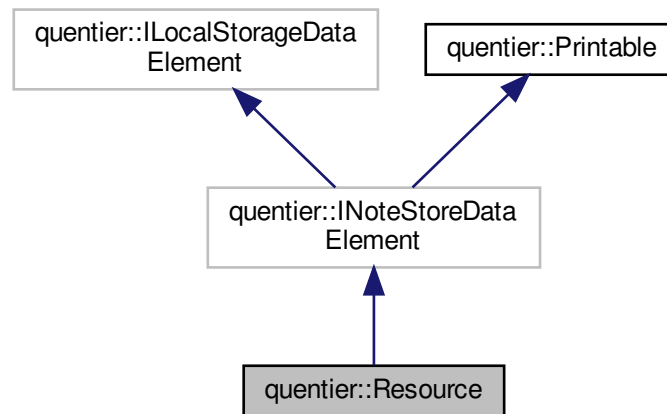 quentier::ILocalStorageData
Element
quentier::Printable
quentier::INoteStoreData
Element
quentier::Resource